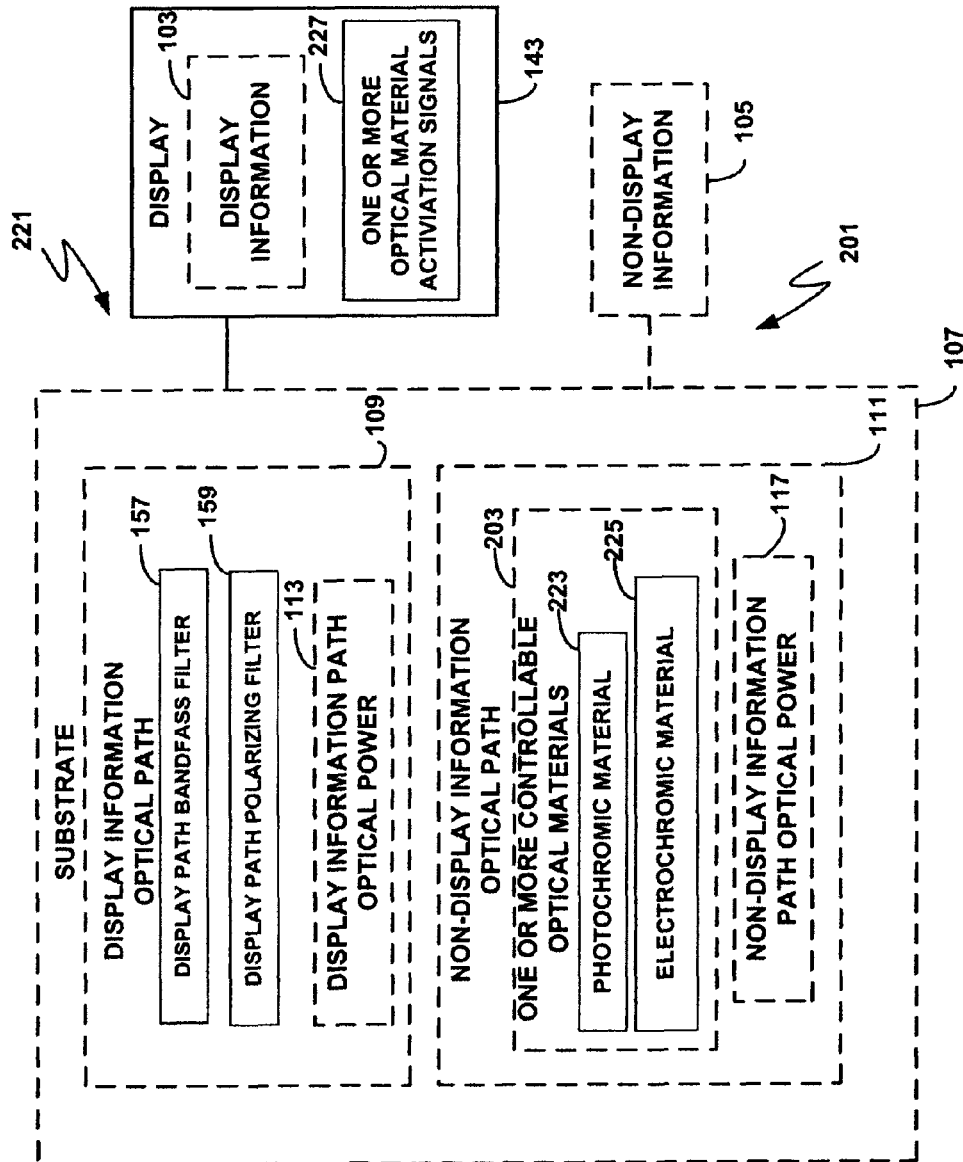 SUBSTRATE
DISPLAY INFORMATION
OPTICAL PATH
109
DISPLAY PATH BANDFASS FILTER
157
DISPLAY PATH POLARIZING FILTER
159
113
DISPLAY INFORMATION PATH
OPTICAL POWER
NON-DISPLAY INFORMATION
OPTICAL PATH
111
ONE OR MORE CONTROLLABLE
OPTICAL MATERIALS
203
PHOTOCHROMIC MATERIAL
223
ELECTROCHROMIC MATERIAL
225
NON-DISPLAY INFORMATION
PATH OPTICAL POWER
117
107
221
DISPLAY
103
DISPLAY
INFORMATION
227
ONE OR MORE
OPTICAL MATERIAL
ACTIVIATION SIGNALS
143
NON-DISPLAY
INFORMATION
105
201